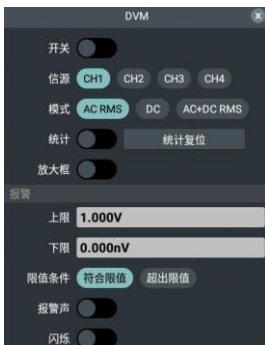 DVM
开关
信源 CH1 CH2 CH3 CH4
模式 AC RMS DC AC+DC RMS
统计 统计复位
放大框
报警
上限 1.000V
下限 0.000nV
限值条件 符合限值 超出限值
报警声
闪烁